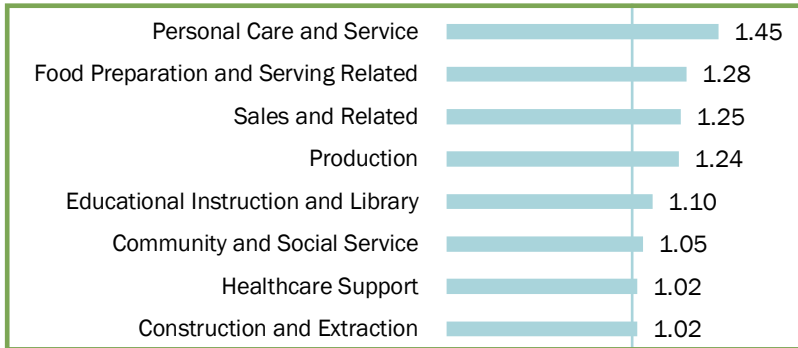 Personal Care and Service 1.45
Food Preparation and Serving Related 1.28
Sales and Related 1.25
Production 1.24
Educational Instruction and Library 1.10
Community and Social Service 1.05
Healthcare Support 1.02
Construction and Extraction 1.02